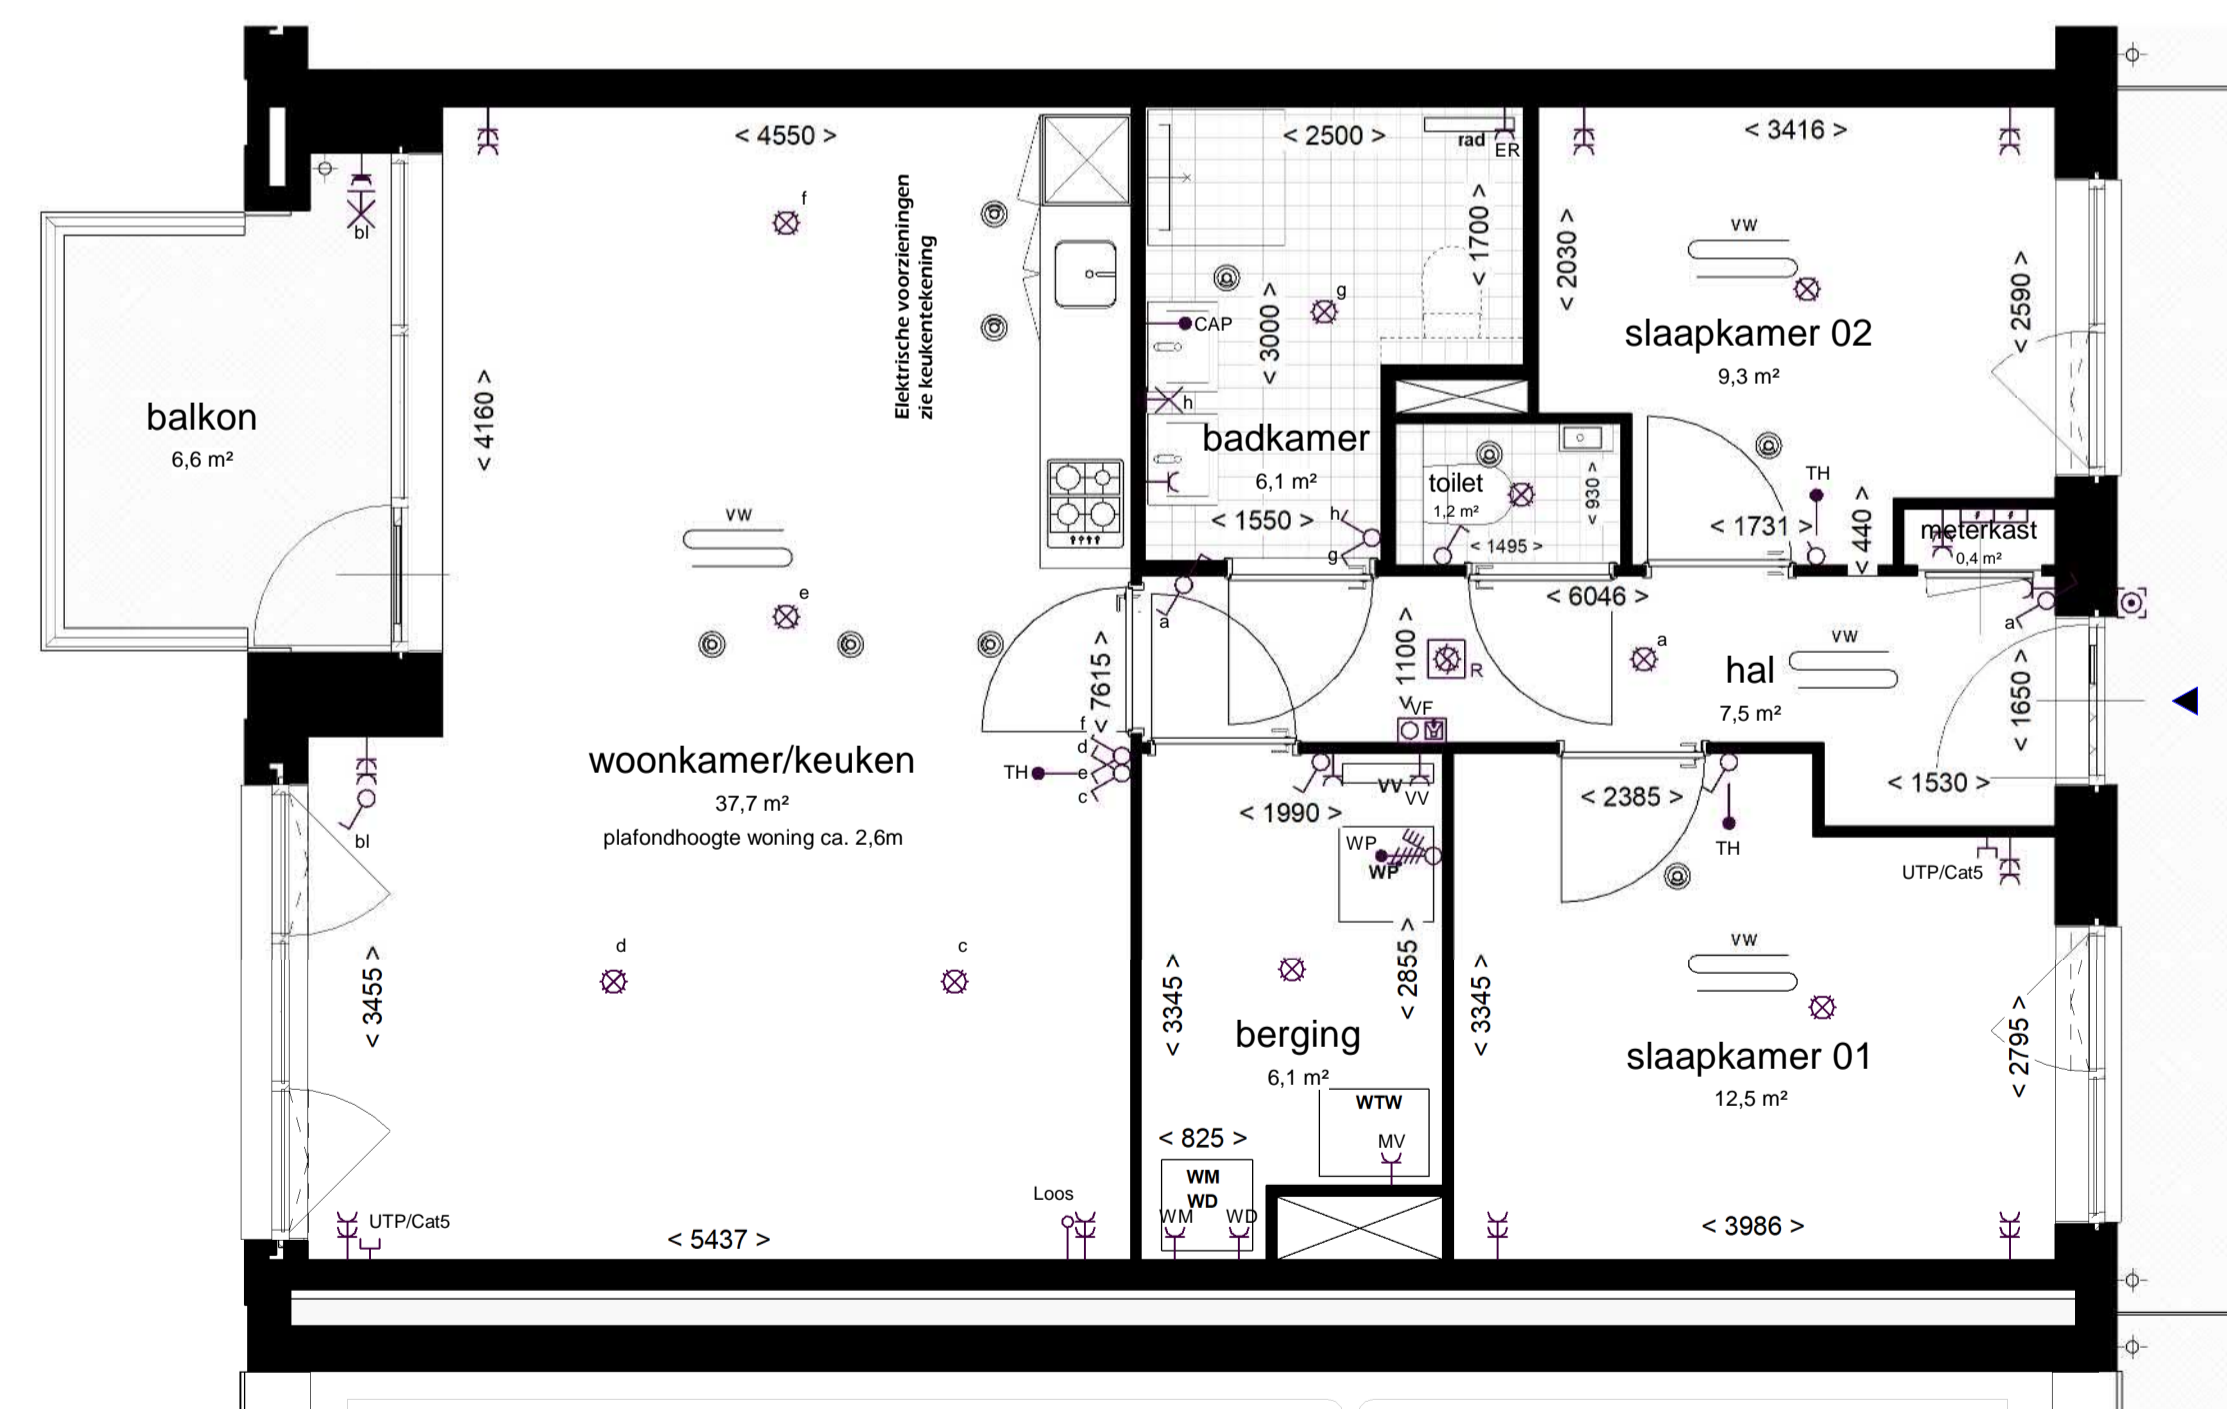 < 4550 >
< 2500 >
rad
ER
< 3416 >
f
Elektrische voorzieningen
zie keukentekening
bl
< 1700 >
< 2030 >
vw
< 2590 >
g
CAP
< 3000 >
slaapkamer 02
9,3 m²
balkon
6,6 m²
< 4160 >
h
badkamer
6,1 m²
< 1550 >
h
g
toilet
1,2 m²
< 930 >
< 1495 >
TH
< 1731 >
< 440 >
meterkast
0,4 m²
vw
e
a
< 6046 >
a
< 1100 >
R
a
hal
7,5 m²
vw
< 1650 >
< 7615 >
VF
f
d
TH
e
c
woonkamer/keuken
37,7 m²
plafondhoogte woning ca. 2,6m
bl
VV
VV
< 1990 >
< 2385 >
< 1530 >
WP
WP
TH
UTP/Cat5
d
c
< 3455 >
< 3345 >
< 2855 >
< 3345 >
vw
< 2795 >
berging
6,1 m²
slaapkamer 01
12,5 m²
WTW
MV
< 825 >
WM
WD
WM
WD
Loos
UTP/Cat5
< 5437 >
< 3986 >